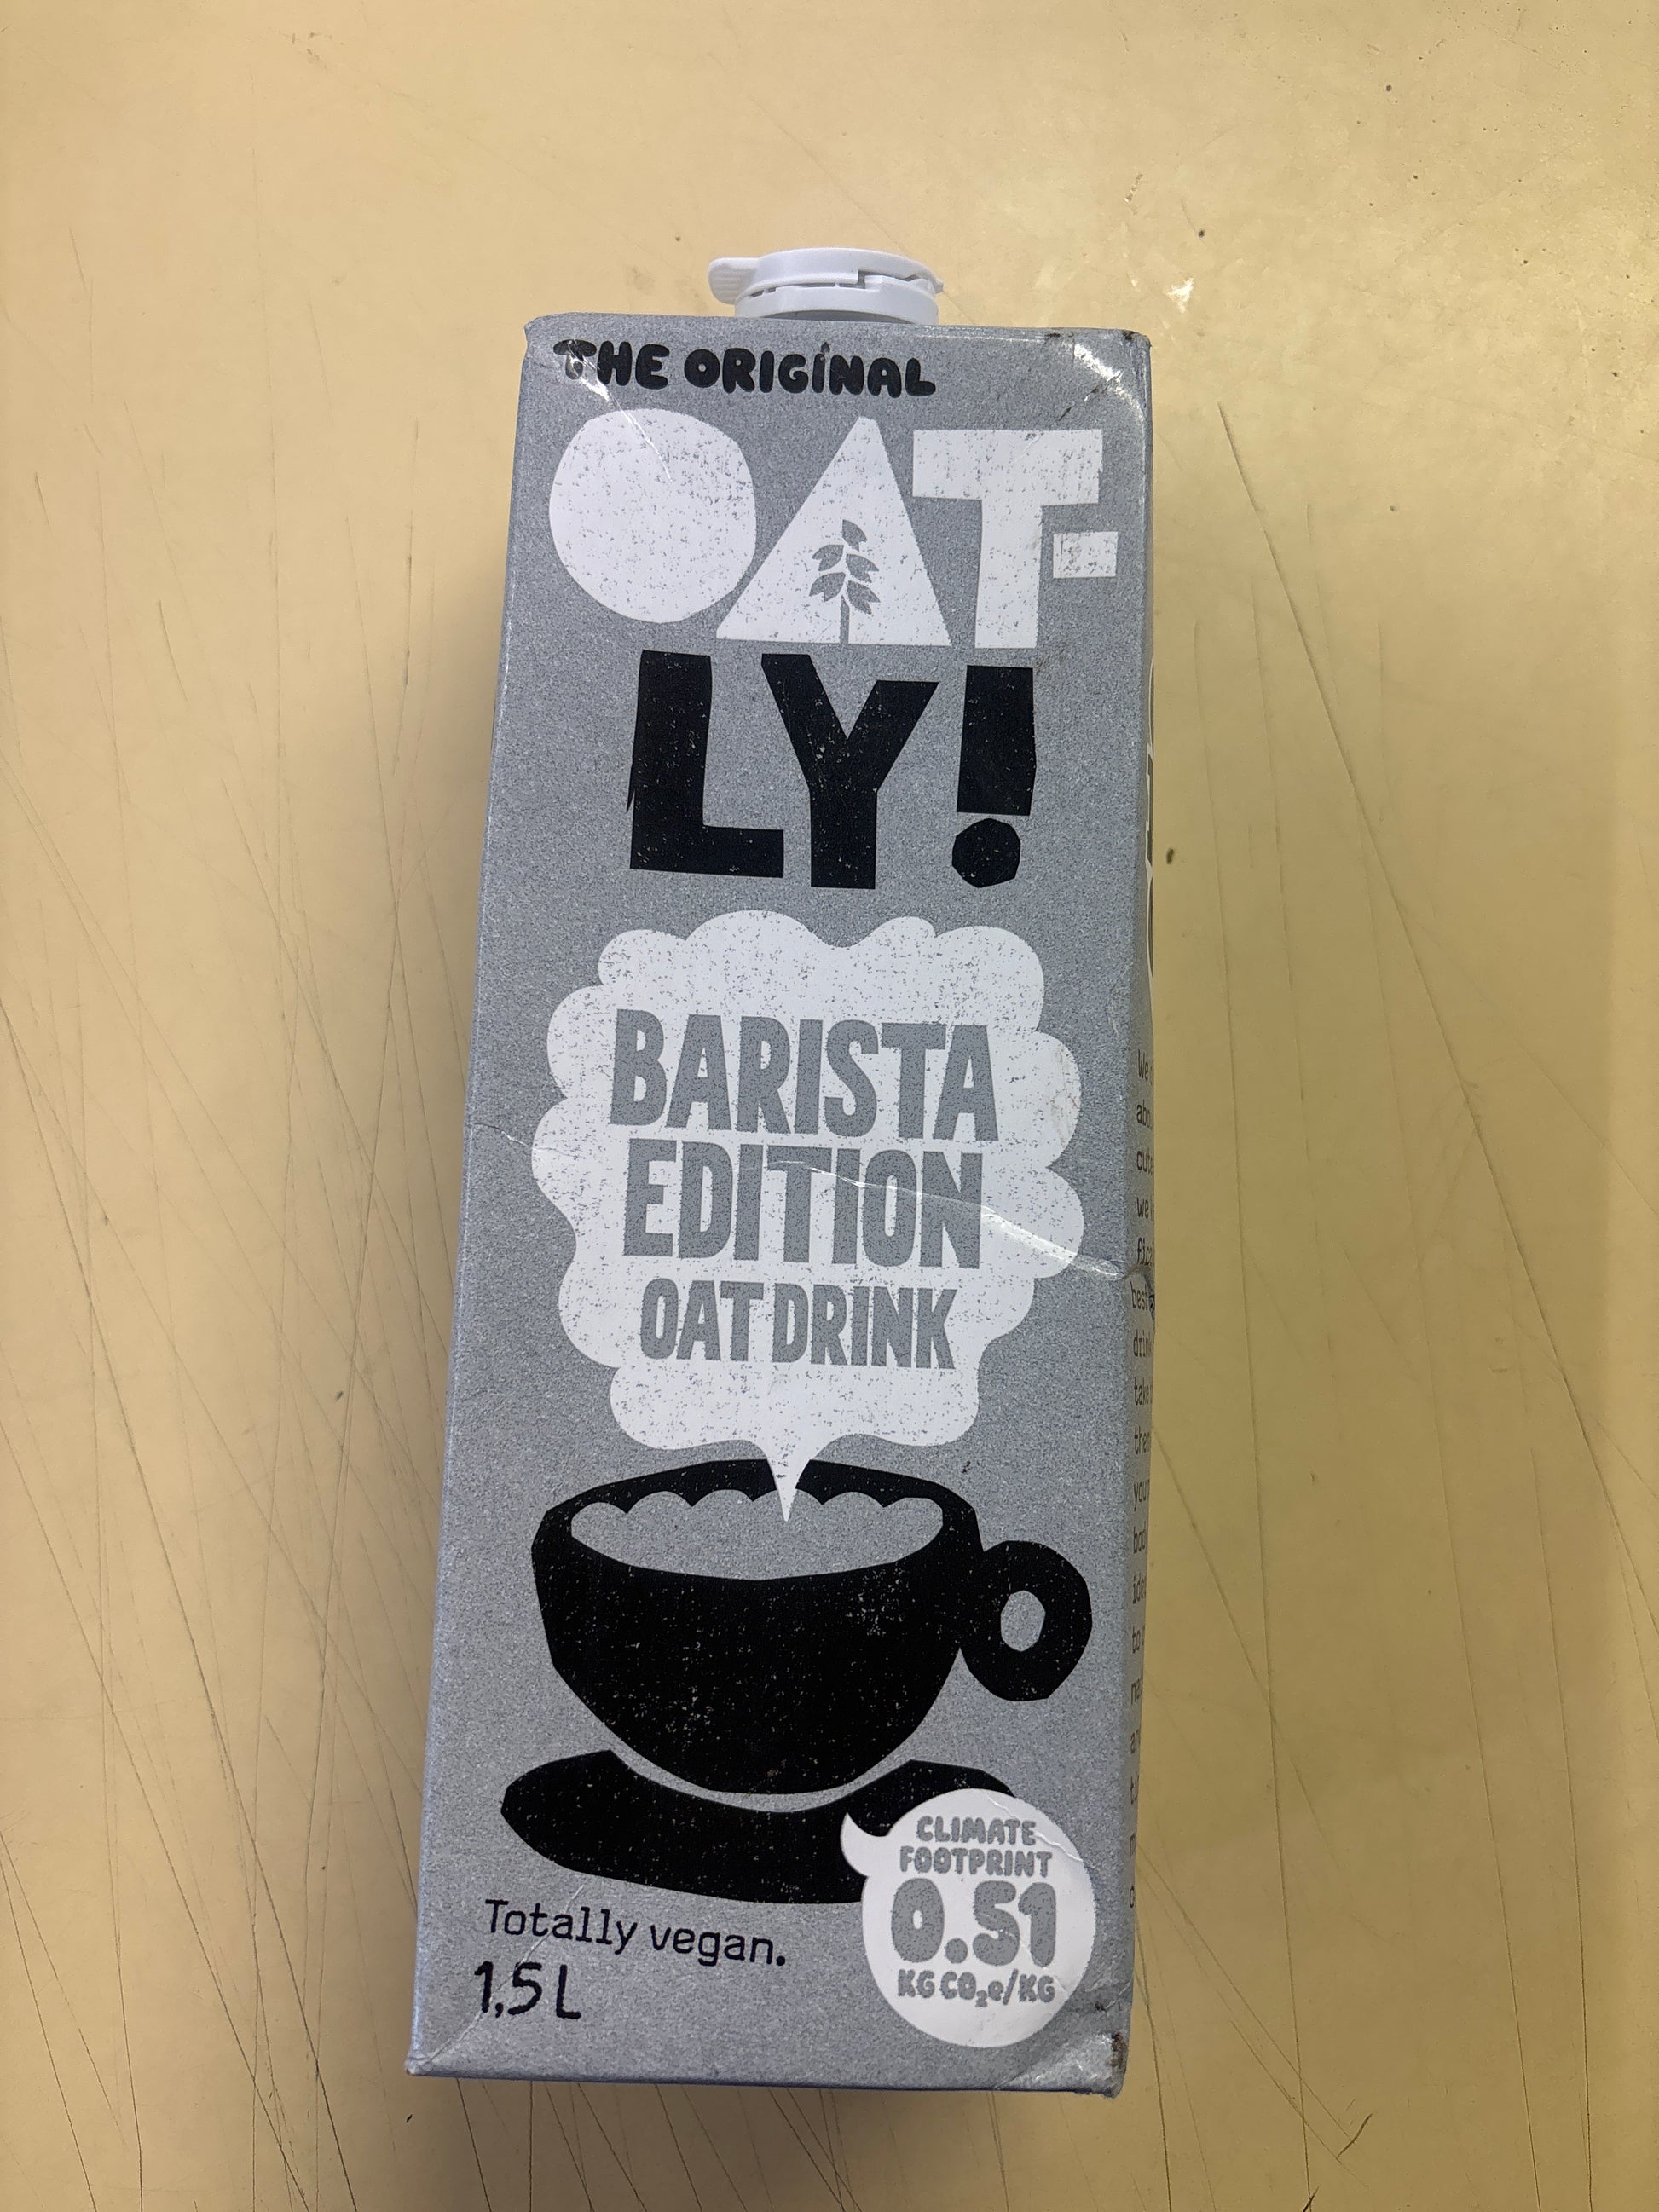 THE ORIGINAL
OAT-
LY!
BARISTA
EDITION
OAT DRINK
CLIMATE
FOOTPRINT
0.51
KG CO₂e/KG
Totally vegan.
1,5 L